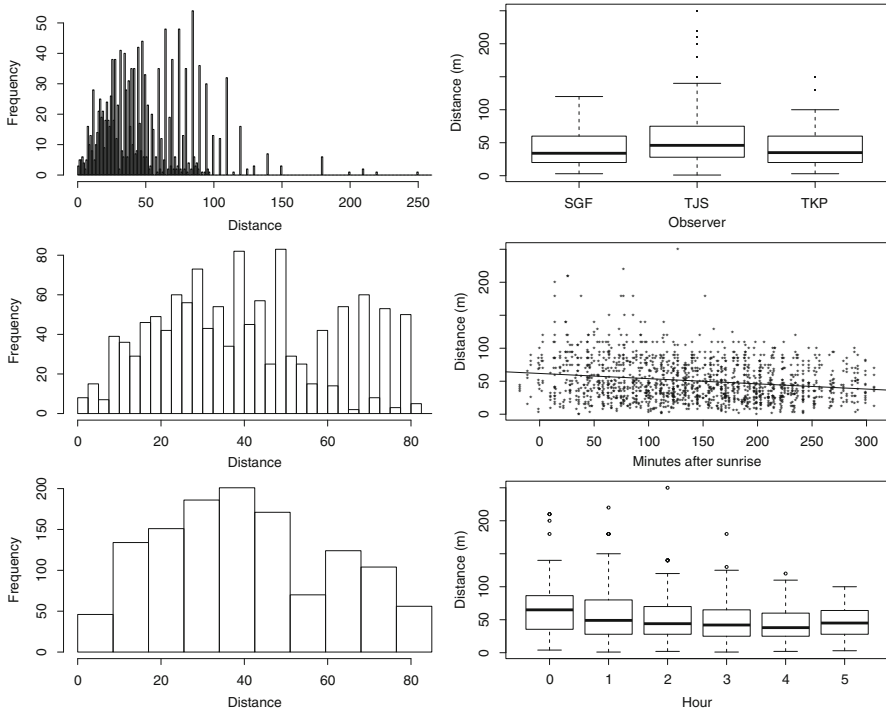 Frequency
0 10 20 30 40 50
0 50 100 150 200 250
Distance
Distance (m)
0 50 100 200
SGF TJS TKP
Observer
Frequency
0 20 40 60 80
0 20 40 60 80
Distance
Distance (m)
0 50 100 200
0 50 100 150 200 250 300
Minutes after sunrise
Frequency
0 50 100 150 200
0 20 40 60 80
Distance
Distance (m)
0 50 100 200
0 1 2 3 4 5
Hour